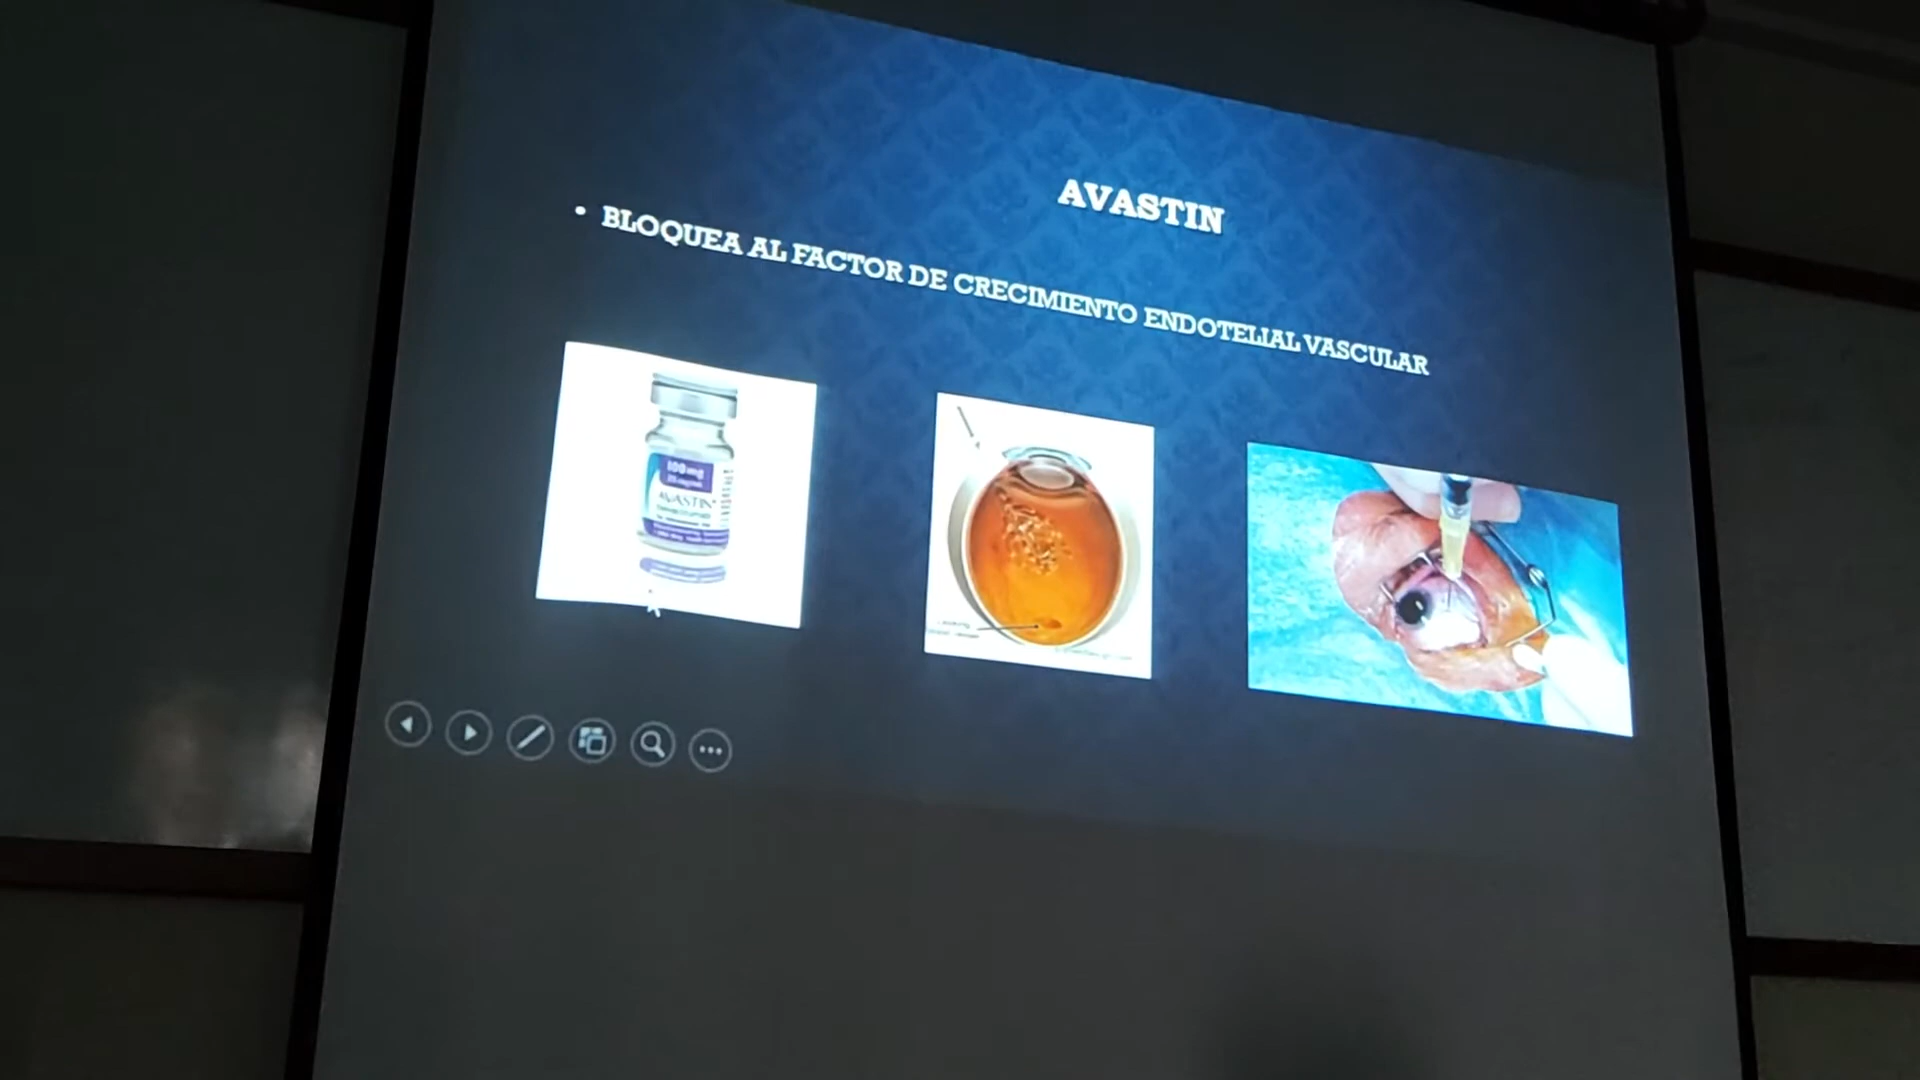 AVASTIN
• BLOQUEA AL FACTOR DE CRECIMIENTO ENDOTELIAL VASCULAR
100 mg
AVASTIN